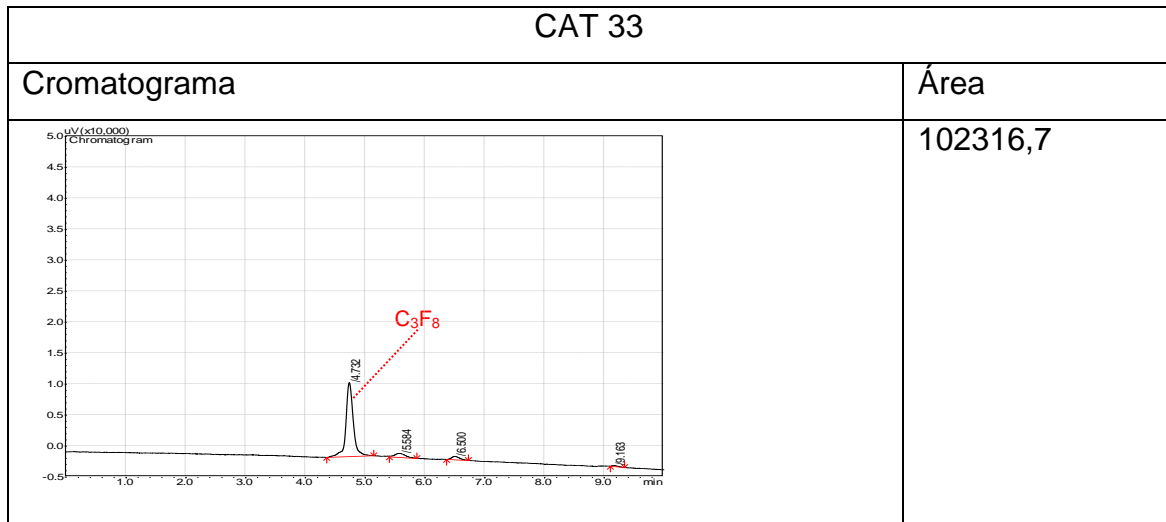 CAT 33
Cromatograma
Área
102316,7
uV(x10,000)
Chromatogram
5.0
4.5
4.0
3.5
3.0
2.5
2.0
1.5
1.0
0.5
0.0
-0.5
C₃F₈
/4.732
/5.584
/6.500
/9.163
1.0 2.0 3.0 4.0 5.0 6.0 7.0 8.0 9.0 min